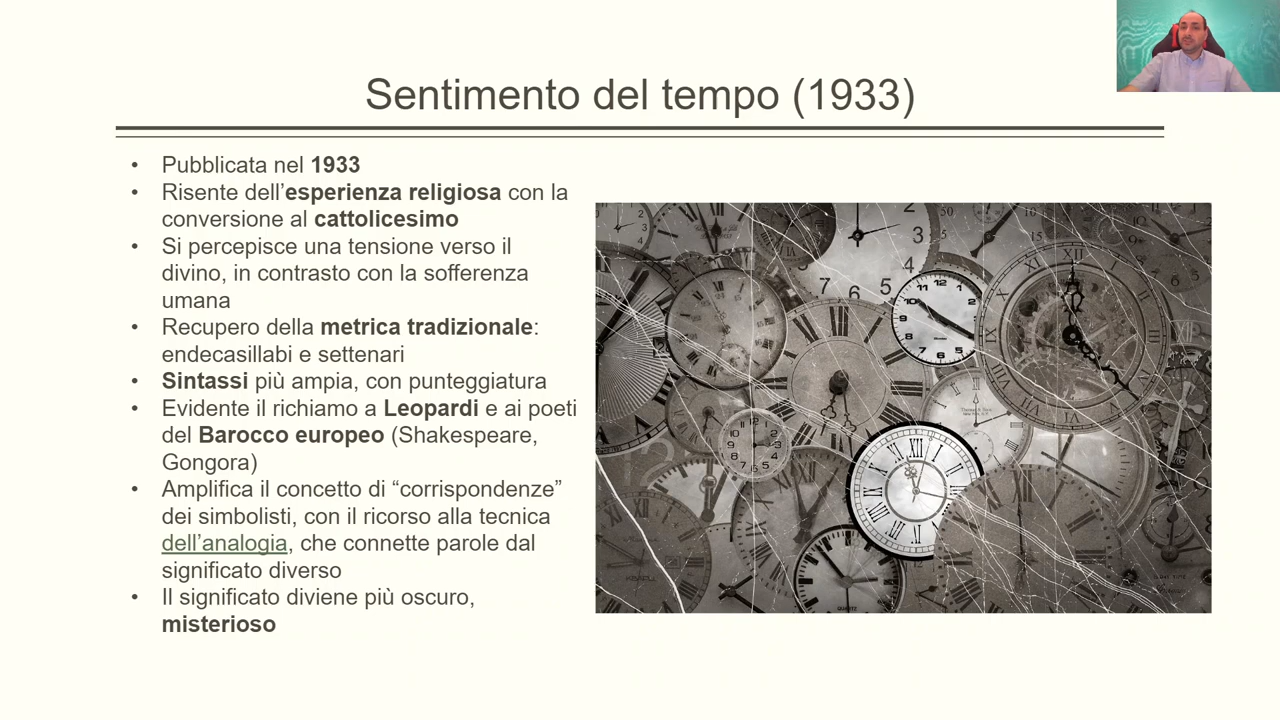 Sentimento del tempo (1933)
• Pubblicata nel 1933
• Risente dell’esperienza religiosa con la
conversione al cattolicesimo
• Si percepisce una tensione verso il
divino, in contrasto con la sofferenza
umana
• Recupero della metrica tradizionale:
endecasillabi e settenari
• Sintassi più ampia, con punteggiatura
• Evidente il richiamo a Leopardi e ai poeti
del Barocco europeo (Shakespeare,
Gongora)
• Amplifica il concetto di “corrispondenze”
dei simbolisti, con il ricorso alla tecnica
dell’analogia, che connette parole dal
significato diverso
• Il significato diviene più oscuro,
misterioso